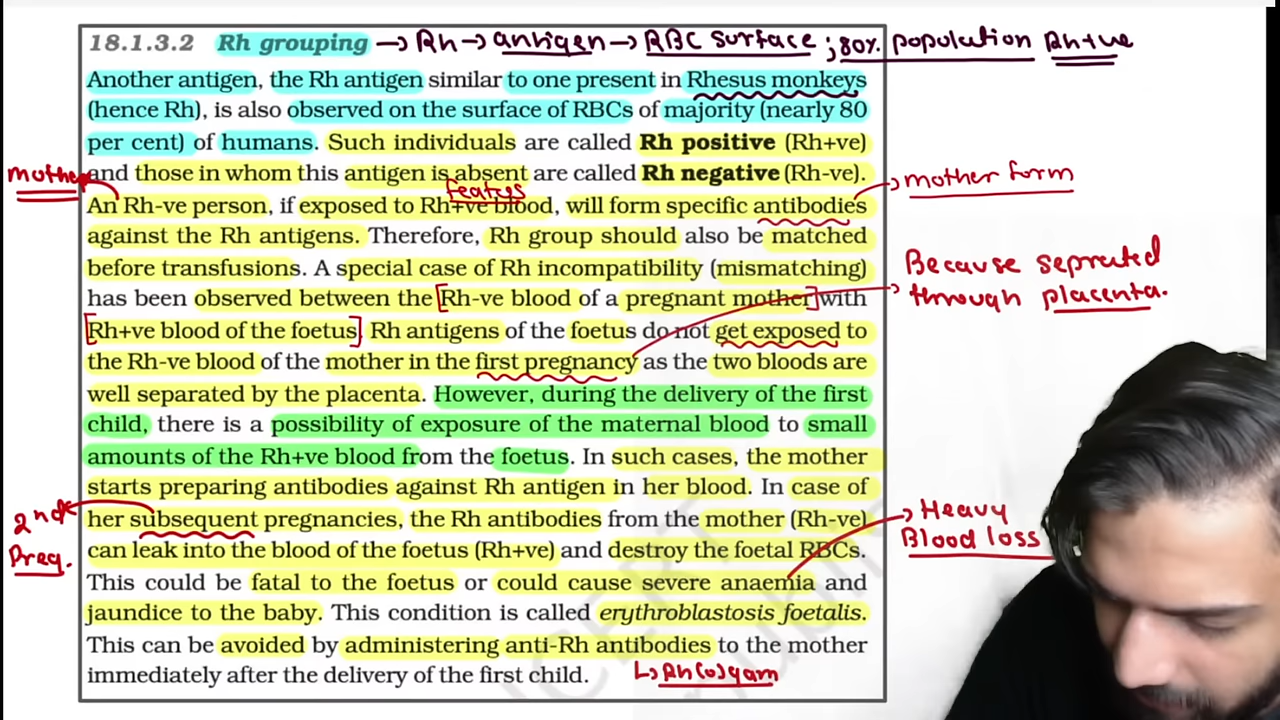 18.1.3.2 Rh grouping → Rh → antigen → RBC surface ; 80% population Rh+ve
Another antigen, the Rh antigen similar to one present in Rhesus monkeys
(hence Rh), is also observed on the surface of RBCs of majority (nearly 80
per cent) of humans. Such individuals are called Rh positive (Rh+ve)
mother
and those in whom this antigen is absent are called Rh negative (Rh-ve).
mother form
An Rh-ve person, if exposed to Rh+ve blood, will form specific antibodies
against the Rh antigens. Therefore, Rh group should also be matched
before transfusions. A special case of Rh incompatibility (mismatching)
Because seprated
has been observed between the [Rh-ve blood of a pregnant mother] with
through placenta.
[Rh+ve blood of the foetus]. Rh antigens of the foetus do not get exposed to
the Rh-ve blood of the mother in the first pregnancy as the two bloods are
well separated by the placenta. However, during the delivery of the first
child, there is a possibility of exposure of the maternal blood to small
amounts of the Rh+ve blood from the foetus. In such cases, the mother
starts preparing antibodies against Rh antigen in her blood. In case of
2nd
her subsequent pregnancies, the Rh antibodies from the mother (Rh-ve)
Heavy
Preg.
can leak into the blood of the foetus (Rh+ve) and destroy the foetal RBCs.
Blood loss
This could be fatal to the foetus or could cause severe anaemia and
jaundice to the baby. This condition is called erythroblastosis foetalis.
This can be avoided by administering anti-Rh antibodies to the mother
immediately after the delivery of the first child.
Rh(o)gam